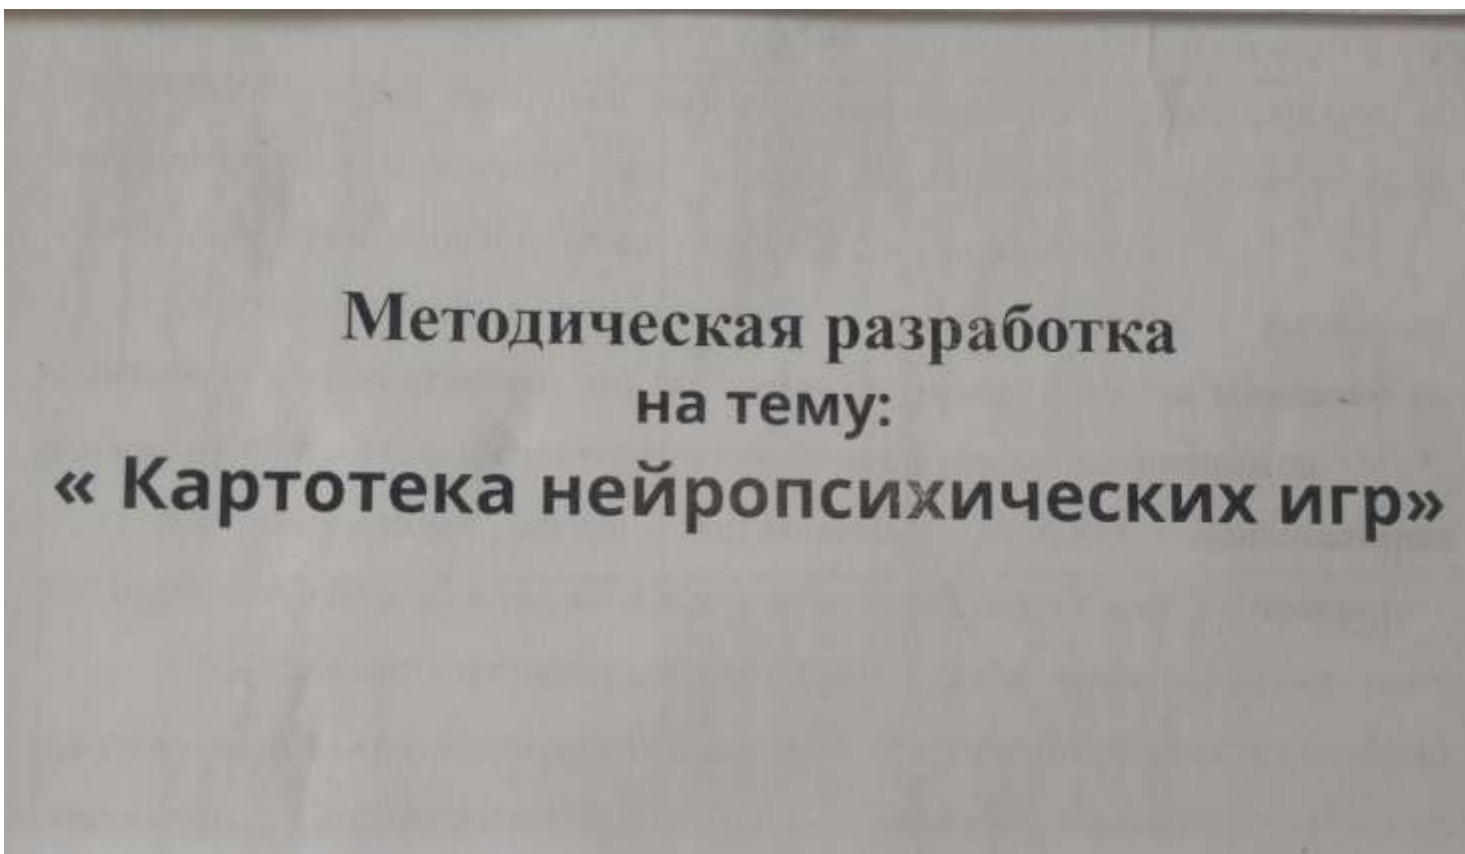 Методическая разработка
на тему:
« Картотека нейропсихических игр»